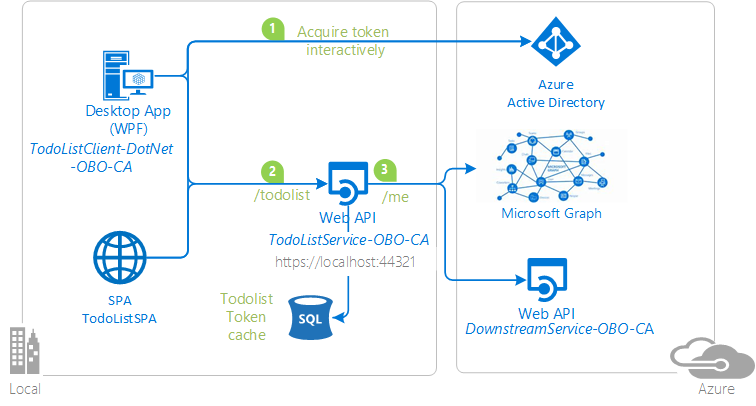 1
Acquire token
interactively
Azure
Active Directory
Desktop App
(WPF)
TodoListClient-DotNet
-OBO-CA
2
/todolist
3
/me
Web API
TodoListService-OBO-CA
https://localhost:44321
Microsoft Graph
SPA
TodoListSPA
Todolist
Token
cache
SQL
Web API
DownstreamService-OBO-CA
Local
Azure